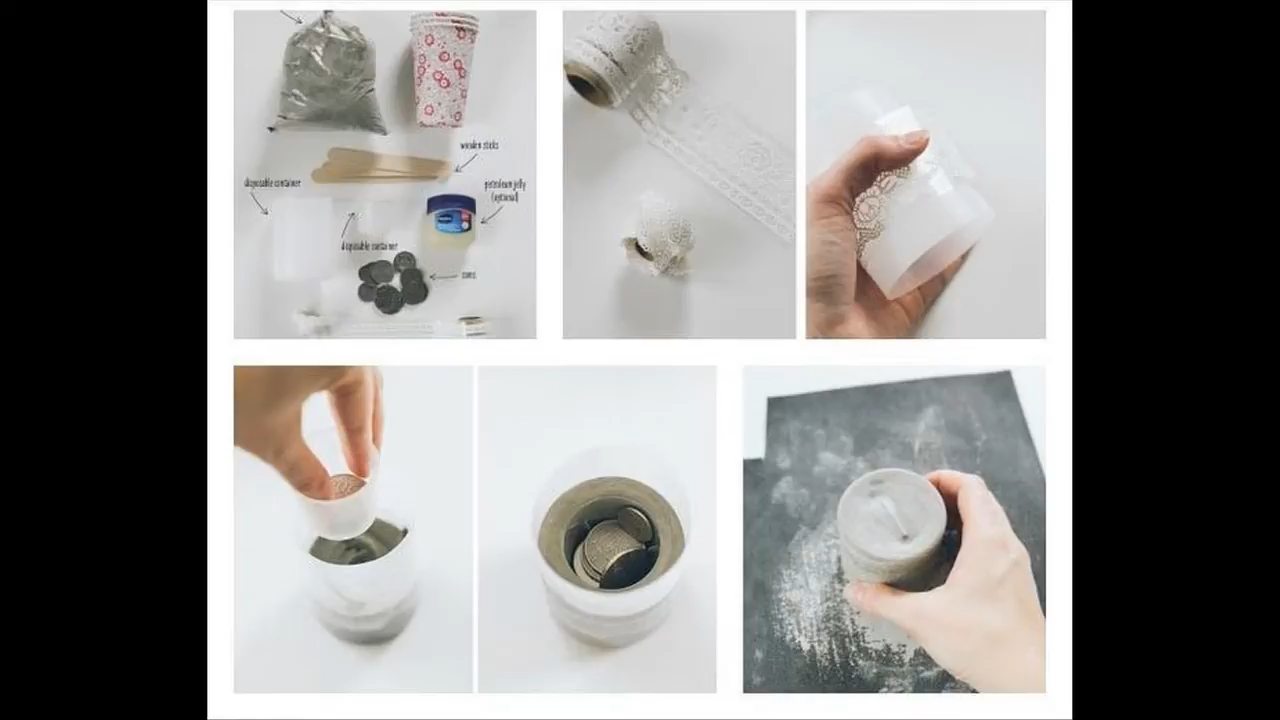 wooden sticks
disposable container
petroleum jelly
(optional)
disposable container
coins